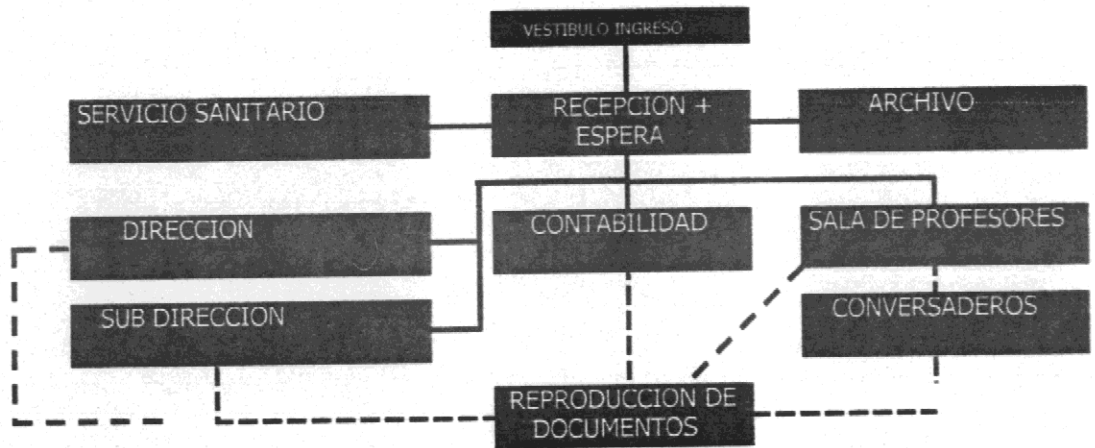 VESTIBULO INGRESO
SERVICIO SANITARIO
RECEPCION +
ESPERA
ARCHIVO
DIRECCION
CONTABILIDAD
SALA DE PROFESORES
SUB DIRECCION
CONVERSADEROS
REPRODUCCION DE
DOCUMENTOS